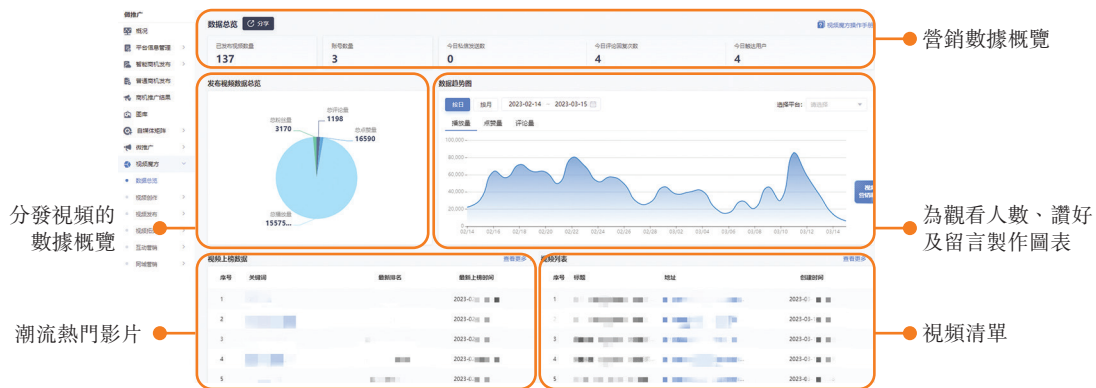 做推广
概况
平台信息管理
智能商机发布
普通商机发布
商机推广结果
图库
自媒体矩阵
做推广
视频魔方
数据总览
视频创作
视频发布
互动营销
同城营销
数据总览 分享
视频魔方操作手册
已发布视频数量 账号数量 今日私信发送数 今日评论回复次数 今日触达用户
137 3 0 4 4
发布视频数据总览
总评论量
1198
总粉丝量
3170
总点赞量
16590
总播放量
15575...
数据趋势图
按日 按月 2023-02-14 ~ 2023-03-15
选择平台: 请选择
播放量 点赞量 评论量
100,000
80,000
60,000
40,000
20,000
0
02/14 02/16 02/18 02/20 02/22 02/24 02/26 02/28 03/02 03/04 03/06 03/08 03/10 03/12 03/14
视频上榜数据 查看更多
序号 关键词 最新排名 最新上榜时间
1
2
3
4
5
视频列表 查看更多
序号 标题 地址 创建时间
1
3
4
5
營銷數據概覽
分發視頻的
數據概覽
為觀看人數、讚好
及留言製作圖表
潮流熱門影片
視頻清單